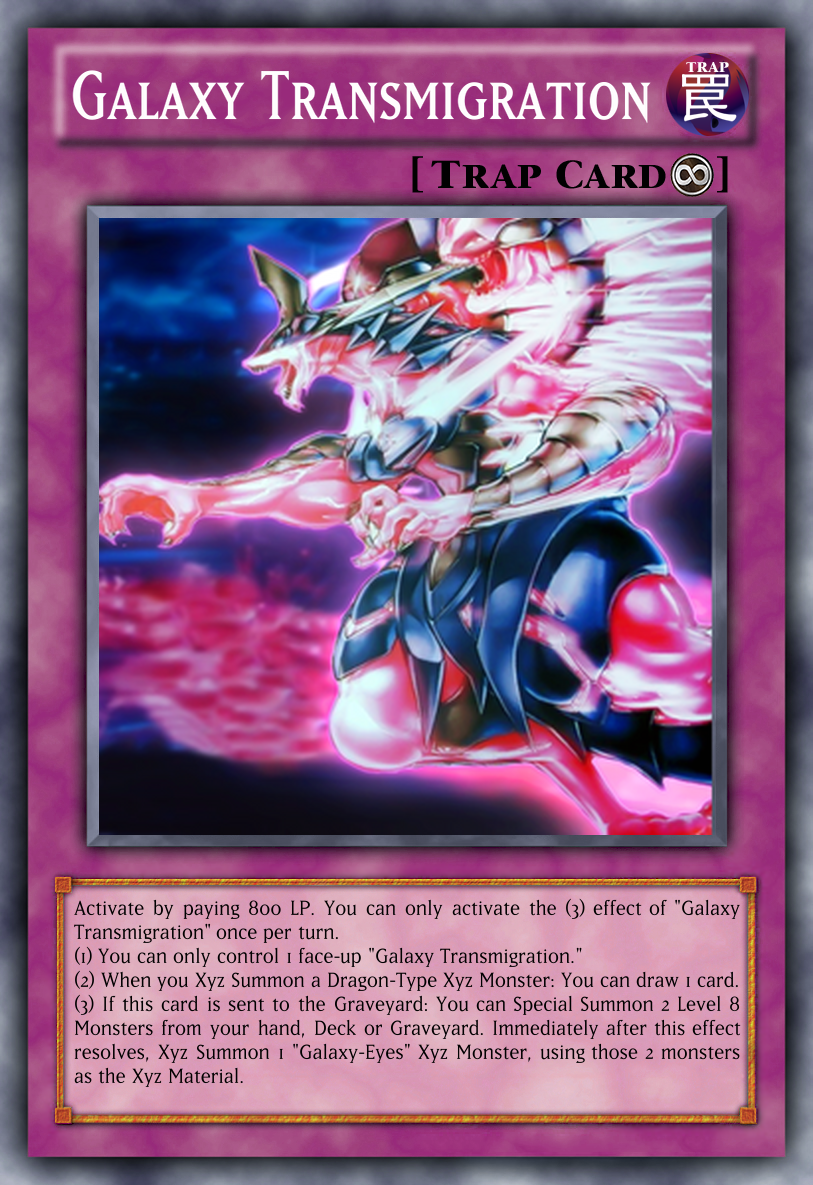 Galaxy Transmigration
TRAP
罠
[Trap Card∞]
Activate by paying 800 LP. You can only activate the (3) effect of "Galaxy
Transmigration" once per turn.
(1) You can only control 1 face-up "Galaxy Transmigration."
(2) When you Xyz Summon a Dragon-Type Xyz Monster: You can draw 1 card.
(3) If this card is sent to the Graveyard: You can Special Summon 2 Level 8
Monsters from your hand, Deck or Graveyard. Immediately after this effect
resolves, Xyz Summon 1 "Galaxy-Eyes" Xyz Monster, using those 2 monsters
as the Xyz Material.